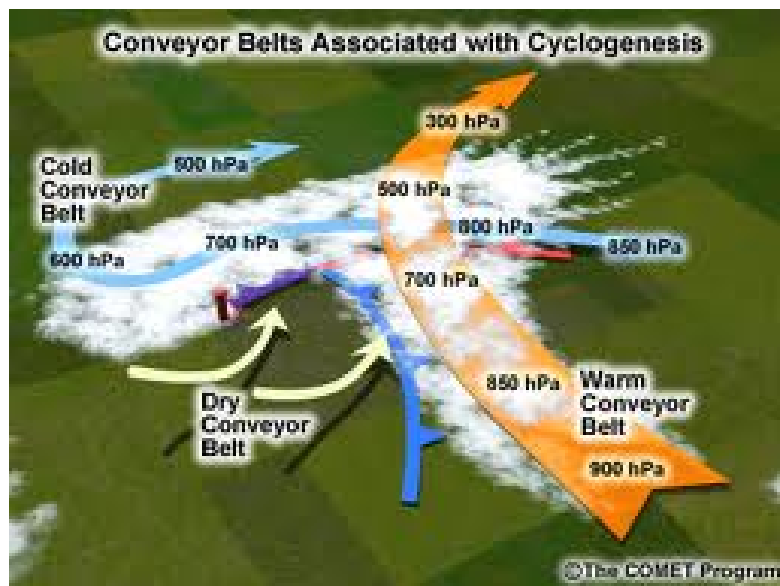 Conveyor Belts Associated with Cyclogenesis
300 hPa
Cold
Conveyor
Belt
500 hPa
500 hPa
700 hPa
800 hPa
850 hPa
600 hPa
700 hPa
850 hPa
Warm
Conveyor
Belt
Dry
Conveyor
Belt
900 hPa
©The COMET Program